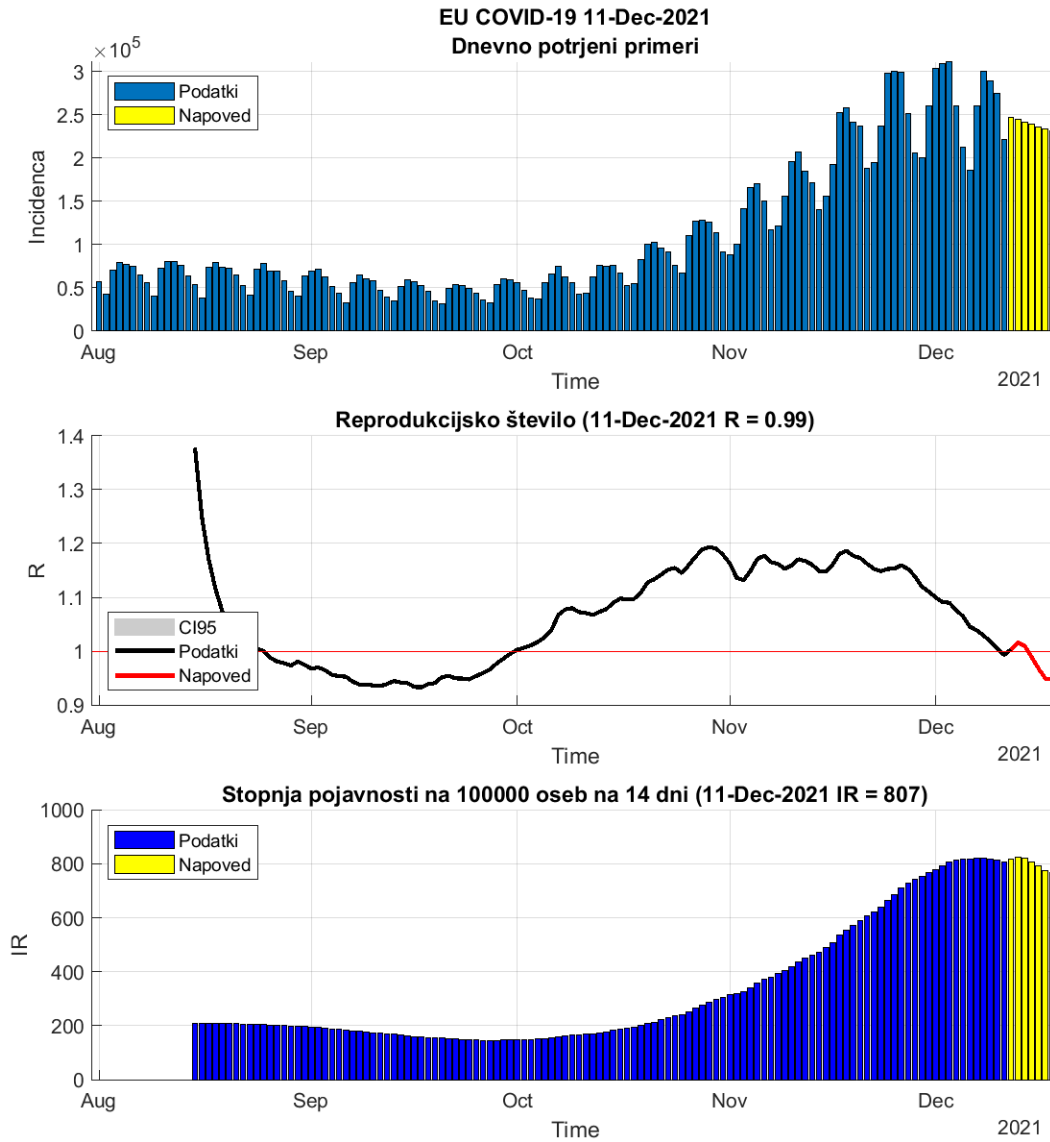 EU COVID-19 11-Dec-2021
Dnevno potrjeni primeri
×10^5
3
2.5
2
1.5
1
0.5
0
Incidenca
Podatki
Napoved
Aug Sep Oct Nov Dec
Time
2021
Reprodukcijsko število (11-Dec-2021 R = 0.99)
1.4
1.3
1.2
1.1
1
0.9
R
CI95
Podatki
Napoved
Aug Sep Oct Nov Dec
Time
2021
Stopnja pojavnosti na 100000 oseb na 14 dni (11-Dec-2021 IR = 807)
1000
800
600
400
200
0
IR
Podatki
Napoved
Aug Sep Oct Nov Dec
Time
2021